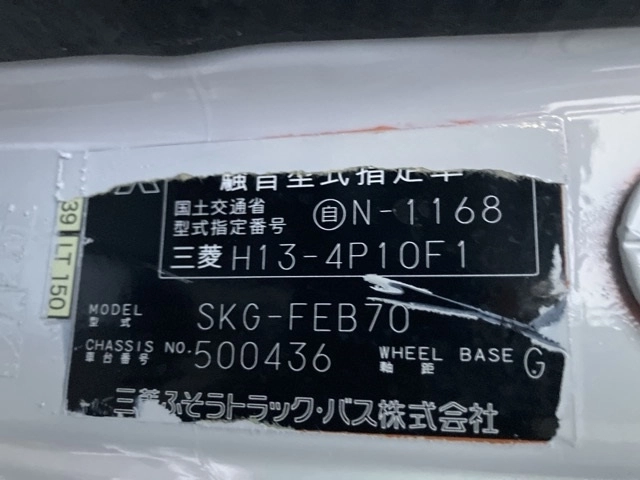 騒音型式指定車
国土交通省
型式指定番号 自N-1168
三菱 H13-4P10F1
MODEL
型式 SKG-FEB70
CHASSIS NO.
車台番号 500436 WHEEL BASE
軸距 G
三菱ふそうトラック・バス株式会社
39 LT 150